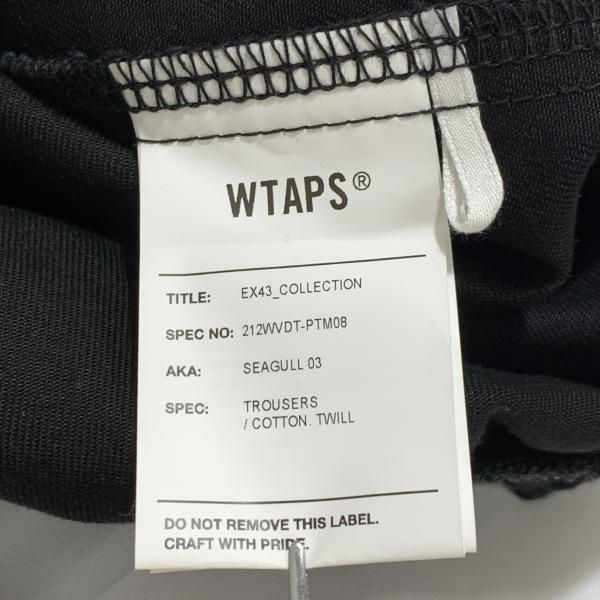 WTAPS®
TITLE: EX43_COLLECTION
SPEC NO: 212WVDT-PTM08
AKA: SEAGULL 03
SPEC: TROUSERS
/ COTTON. TWILL
DO NOT REMOVE THIS LABEL.
CRAFT WITH PRIDE.